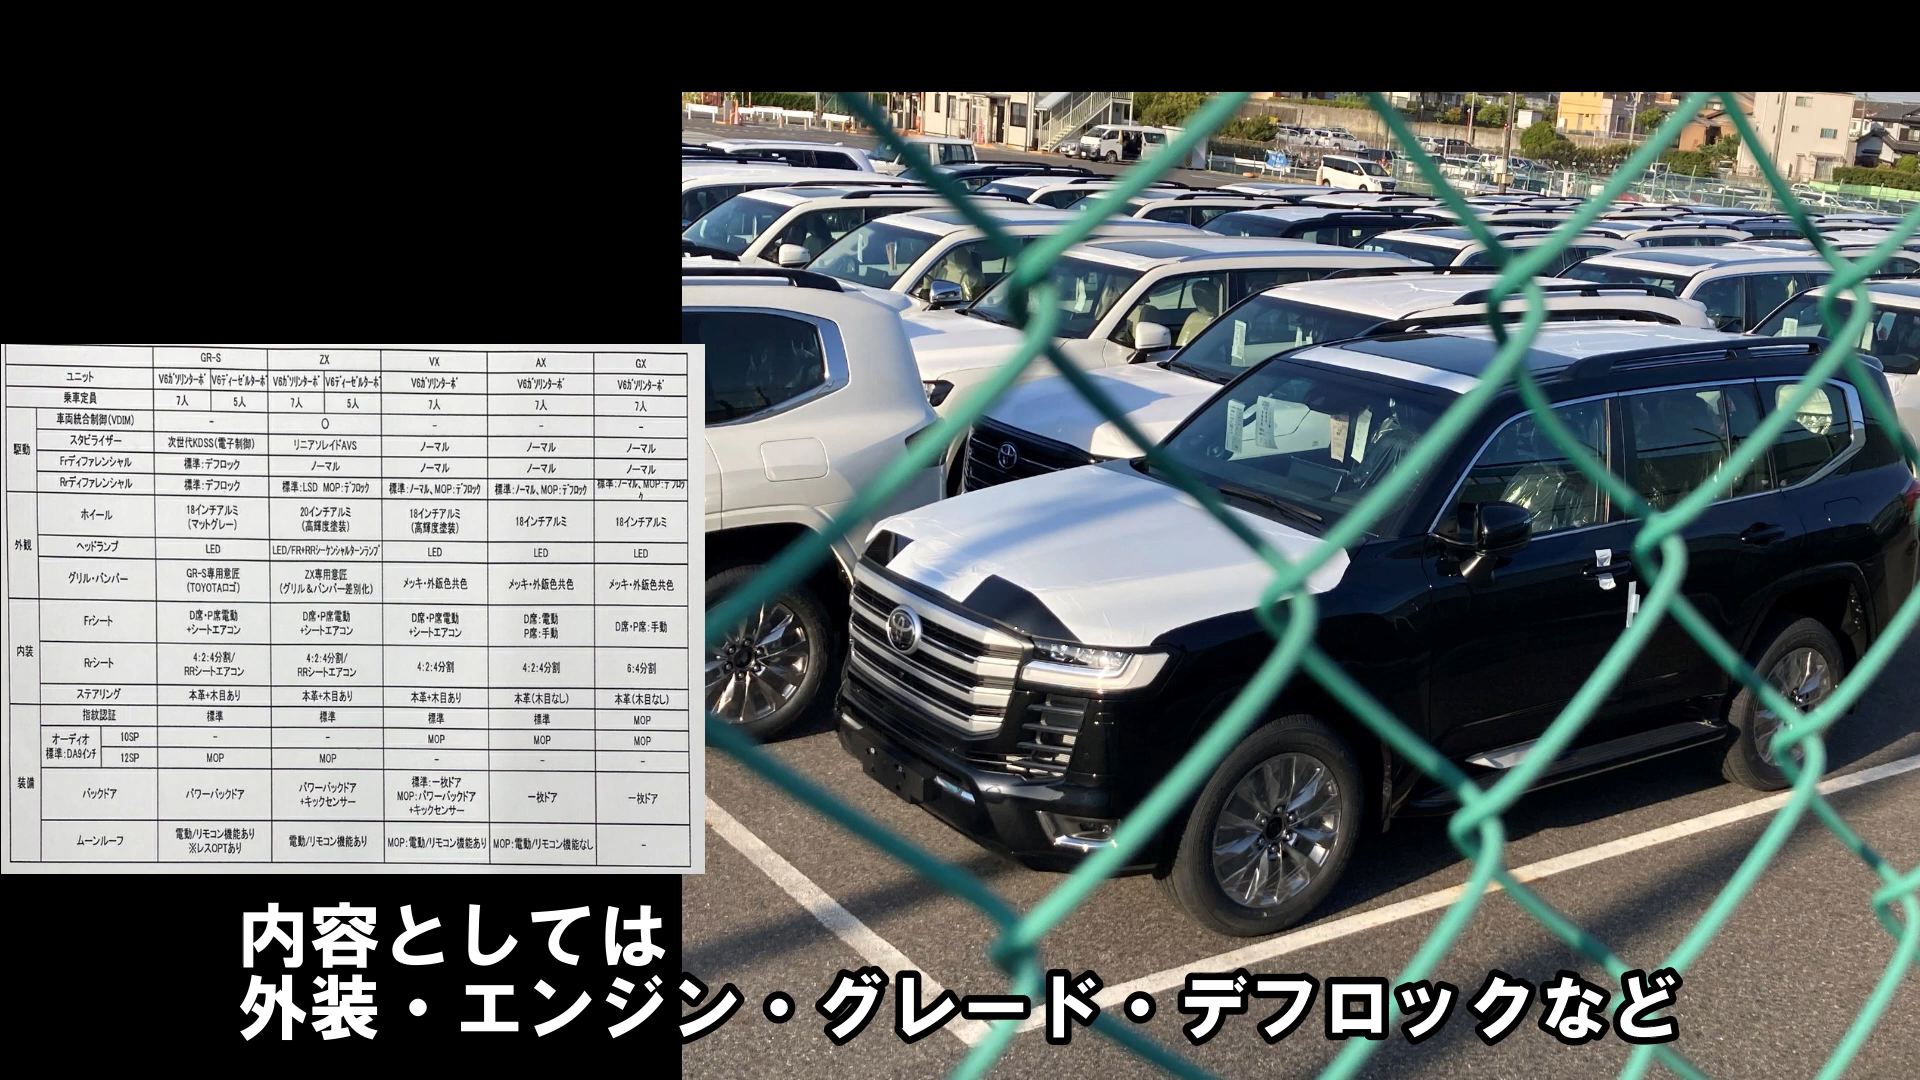 GR-S ZX VX AX GX
ユニット V6ガソリンターボ V6ディーゼルターボ V6ガソリンターボ V6ディーゼルターボ V6ガソリンターボ V6ガソリンターボ V6ガソリンターボ
乗車定員 7人 5人 7人 5人 7人 7人 7人
駆動
車両統合制御(VDIM) - ○ - - -
スタビライザー 次世代KDSS(電子制御) リニアソレイドAVS ノーマル ノーマル ノーマル
Frディファレンシャル 標準:デフロック ノーマル ノーマル ノーマル ノーマル
Rrディファレンシャル 標準:デフロック 標準:LSD MOP:デフロック 標準:ノーマル、MOP:デフロック 標準:ノーマル、MOP:デフロック 標準:ノーマル、MOP:デフロック
外観
ホイール 18インチアルミ(マットグレー) 20インチアルミ(高輝度塗装) 18インチアルミ(高輝度塗装) 18インチアルミ 18インチアルミ
ヘッドランプ LED LED/FR+RRシーケンシャルターンランプ LED LED LED
グリル・バンパー GR-S専用意匠(TOYOTAロゴ) ZX専用意匠(グリル&バンパー差別化) メッキ・外鈑色共色 メッキ・外鈑色共色 メッキ・外鈑色共色
内装
Frシート D席・P席電動+シートエアコン D席・P席電動+シートエアコン D席・P席電動+シートエアコン D席:電動 P席:手動 D席・P席:手動
Rrシート 4:2:4分割/RRシートエアコン 4:2:4分割/RRシートエアコン 4:2:4分割 4:2:4分割 6:4分割
ステアリング 本革+木目あり 本革+木目あり 本革+木目あり 本革(木目なし) 本革(木目なし)
装備
指紋認証 標準 標準 標準 標準 MOP
オーディオ 標準:DA9インチ
10SP - - MOP MOP MOP
12SP MOP MOP - - -
バックドア パワーバックドア パワーバックドア+キックセンサー 標準:一枚ドア MOP:パワーバックドア+キックセンサー 一枚ドア 一枚ドア
ムーンルーフ 電動/リモコン機能あり ※レスOPTあり 電動/リモコン機能あり MOP:電動/リモコン機能あり MOP:電動/リモコン機能なし -
内容としては
外装・エンジン・グレード・デフロックなど